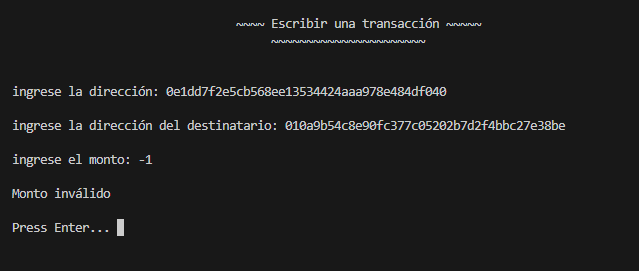 ~~~~ Escribir una transacción ~~~~~
~~~~~~~~~~~~~~~~~~~~~~
ingrese la dirección: 0e1dd7f2e5cb568ee13534424aaa978e484df040
ingrese la dirección del destinatario: 010a9b54c8e90fc377c05202b7d2f4bbc27e38be
ingrese el monto: -1
Monto inválido
Press Enter...